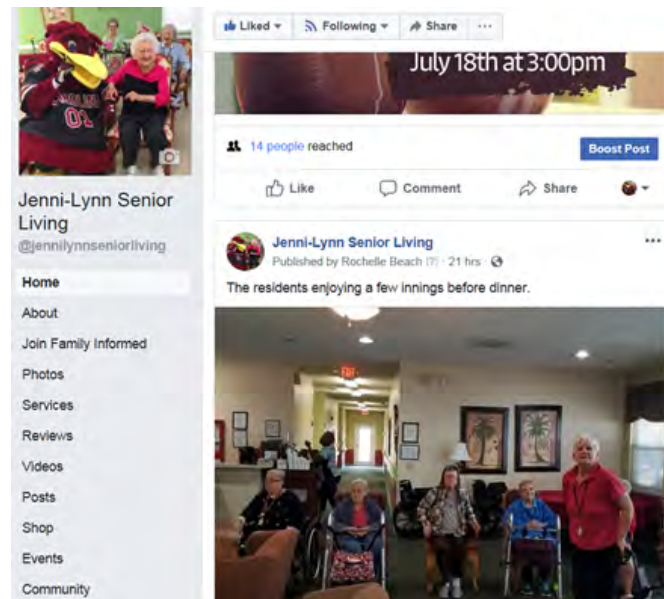 Liked
Following
Share
...
July 18th at 3:00pm
14 people reached
Boost Post
Like
Comment
Share
01
Jenni-Lynn Senior
Living
@jennilynnseniorliving
Home
About
Join Family Informed
Photos
Services
Reviews
Videos
Posts
Shop
Events
Community
Jenni-Lynn Senior Living
Published by Rochelle Beach [?] · 21 hrs ·
The residents enjoying a few innings before dinner.
EXIT